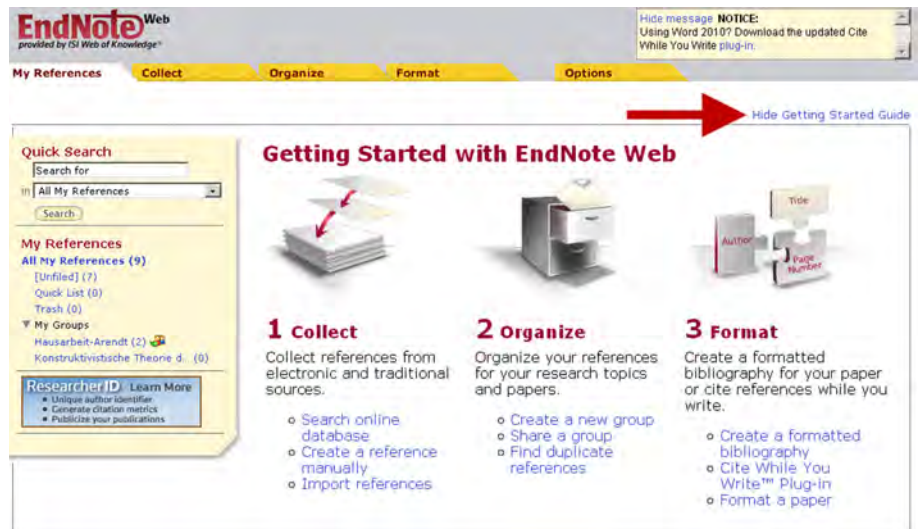 EndNote Web
provided by ISI Web of Knowledge
Hide message NOTICE:
Using Word 2010? Download the updated Cite
While You Write plug-in.
My References
Collect
Organize
Format
Options
Hide Getting Started Guide
Quick Search
Search for
in All My References
Search
My References
All My References (9)
[Unfiled] (7)
Quick List (0)
Trash (0)
My Groups
Hausarbeit-Arendt (2)
Konstruktivistische Theorie d.. (0)
ResearcherID Learn More
Unique author identifier
Generate citation metrics
Publicize your publications
Getting Started with EndNote Web
Title
Author
Page
Number
1 Collect
Collect references from
electronic and traditional
sources.
Search online
database
Create a reference
manually
Import references
2 Organize
Organize your references
for your research topics
and papers.
Create a new group
Share a group
Find duplicate
references
3 Format
Create a formatted
bibliography for your paper
or cite references while you
write.
Create a formatted
bibliography
Cite While You
Write™ Plug-in
Format a paper